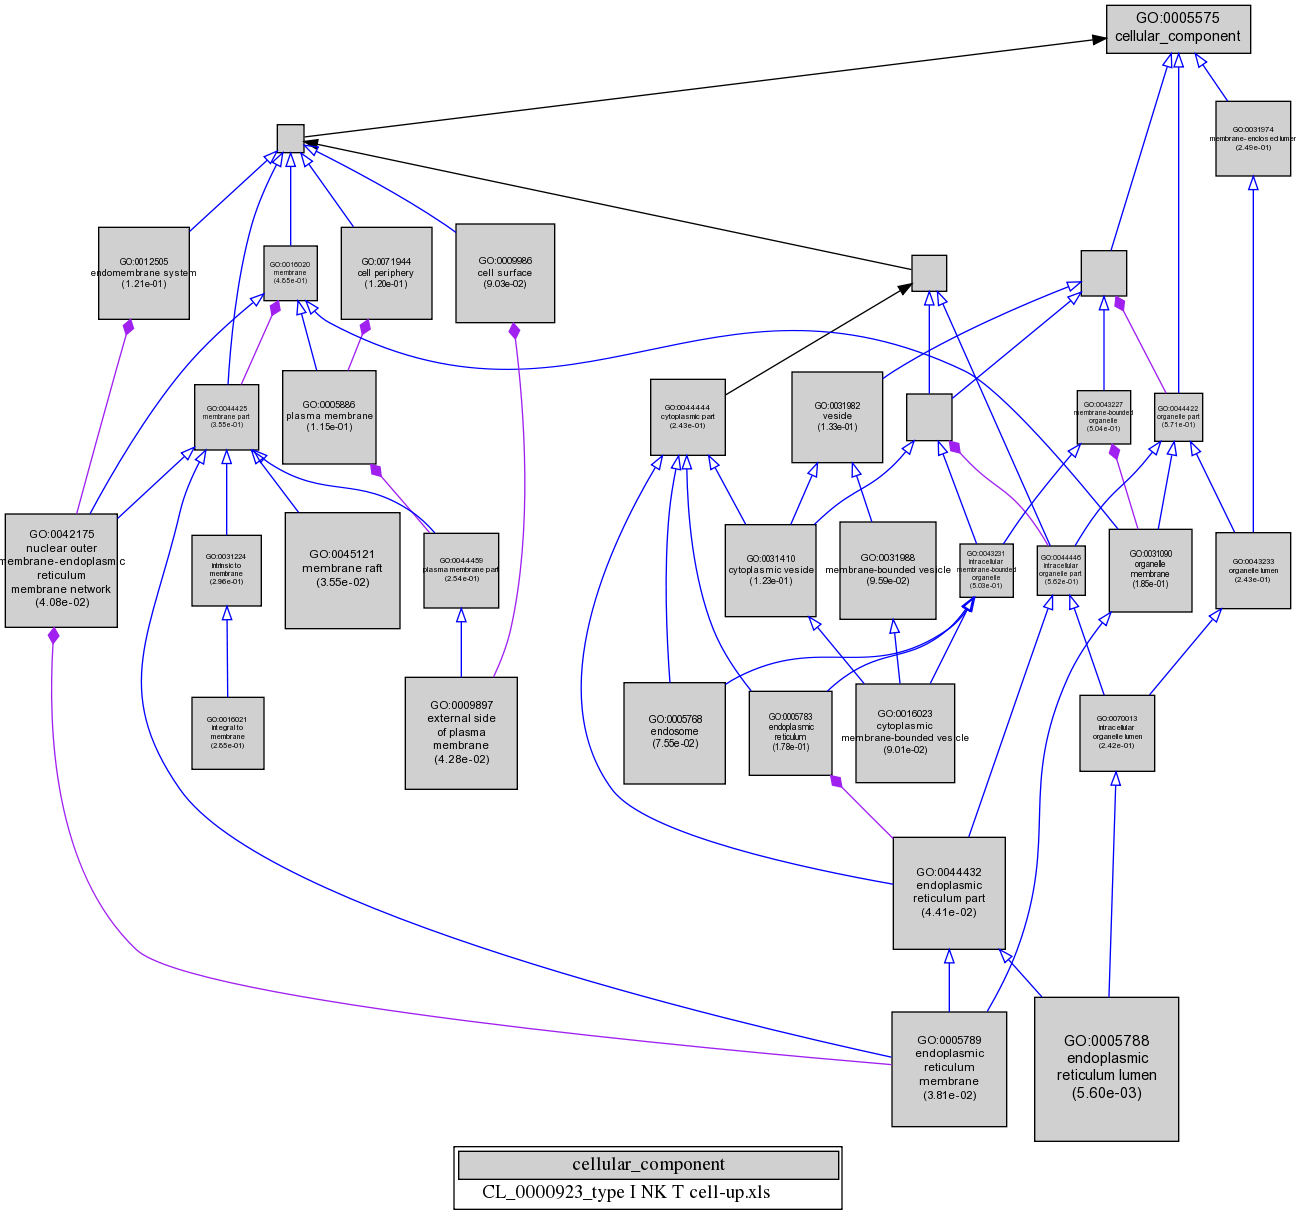 GO:0005575
cellular_component
GO:0031974
membrane-enclosed lumen
(2.49e-01)
GO:0012505
endomembrane system
(1.21e-01)
GO:0016020
membrane
(4.65e-01)
GO:0071944
cell periphery
(1.20e-01)
GO:0009986
cell surface
(9.03e-02)
GO:0044425
membrane part
(3.55e-01)
GO:0005886
plasma membrane
(1.15e-01)
GO:0044444
cytoplasmic part
(2.43e-01)
GO:0031982
vesicle
(1.33e-01)
GO:0043227
membrane-bounded
organelle
(5.04e-01)
GO:0044422
organelle part
(5.71e-01)
GO:0042175
nuclear outer
membrane-endoplasmic
reticulum
membrane network
(4.08e-02)
GO:0031224
intrinsic to
membrane
(2.96e-01)
GO:0045121
membrane raft
(3.55e-02)
GO:0044459
plasma membrane part
(2.54e-01)
GO:0031410
cytoplasmic vesicle
(1.23e-01)
GO:0031988
membrane-bounded vesicle
(9.59e-02)
GO:0043231
intracellular
membrane-bounded
organelle
(5.03e-01)
GO:0044446
intracellular
organelle part
(5.62e-01)
GO:0031090
organelle
membrane
(1.85e-01)
GO:0043233
organelle lumen
(2.43e-01)
GO:0016021
integral to
membrane
(2.65e-01)
GO:0009897
external side
of plasma
membrane
(4.28e-02)
GO:0005768
endosome
(7.55e-02)
GO:0005783
endoplasmic
reticulum
(1.78e-01)
GO:0016023
cytoplasmic
membrane-bounded vesicle
(9.01e-02)
GO:0070013
intracellular
organelle lumen
(2.42e-01)
GO:0044432
endoplasmic
reticulum part
(4.41e-02)
GO:0005789
endoplasmic
reticulum
membrane
(3.81e-02)
GO:0005788
endoplasmic
reticulum lumen
(5.60e-03)
cellular_component
CL_0000923_type I NK T cell-up.xls